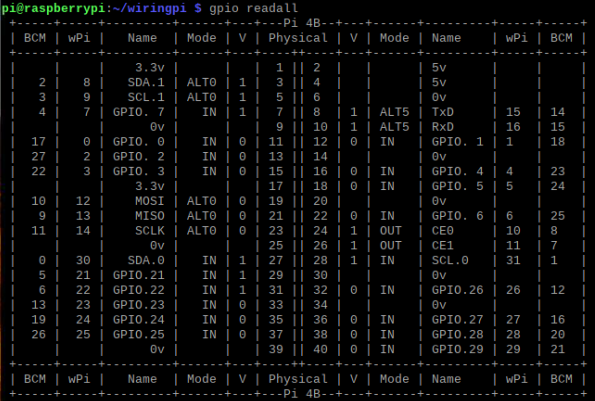 pi@raspberrypi:~/wiringpi $ gpio readall
 +-----+-----+---------+------+---+---Pi 4B--+---+------+---------+-----+-----+
 | BCM | wPi |   Name  | Mode | V | Physical | V | Mode | Name    | wPi | BCM |
 +-----+-----+---------+------+---+----++----+---+------+---------+-----+-----+
 |     |     |    3.3v |      |   |  1 || 2  |   |      | 5v      |     |     |
 |   2 |   8 |   SDA.1 | ALT0 | 1 |  3 || 4  |   |      | 5v      |     |     |
 |   3 |   9 |   SCL.1 | ALT0 | 1 |  5 || 6  |   |      | 0v      |     |     |
 |   4 |   7 | GPIO. 7 |   IN | 1 |  7 || 8  | 1 | ALT5 | TxD     | 15  | 14  |
 |     |     |      0v |      |   |  9 || 10 | 1 | ALT5 | RxD     | 16  | 15  |
 |  17 |   0 | GPIO. 0 |   IN | 0 | 11 || 12 | 0 | IN   | GPIO. 1 | 1   | 18  |
 |  27 |   2 | GPIO. 2 |   IN | 0 | 13 || 14 |   |      | 0v      |     |     |
 |  22 |   3 | GPIO. 3 |   IN | 0 | 15 || 16 | 0 | IN   | GPIO. 4 | 4   | 23  |
 |     |     |    3.3v |      |   | 17 || 18 | 0 | IN   | GPIO. 5 | 5   | 24  |
 |  10 |  12 |    MOSI | ALT0 | 0 | 19 || 20 |   |      | 0v      |     |     |
 |   9 |  13 |    MISO | ALT0 | 0 | 21 || 22 | 0 | IN   | GPIO. 6 | 6   | 25  |
 |  11 |  14 |    SCLK | ALT0 | 0 | 23 || 24 | 1 | OUT  | CE0     | 10  | 8   |
 |     |     |      0v |      |   | 25 || 26 | 1 | OUT  | CE1     | 11  | 7   |
 |   0 |  30 |   SDA.0 |   IN | 1 | 27 || 28 | 1 | IN   | SCL.0   | 31  | 1   |
 |   5 |  21 | GPIO.21 |   IN | 1 | 29 || 30 |   |      | 0v      |     |     |
 |   6 |  22 | GPIO.22 |   IN | 1 | 31 || 32 | 0 | IN   | GPIO.26 | 26  | 12  |
 |  13 |  23 | GPIO.23 |   IN | 0 | 33 || 34 |   |      | 0v      |     |     |
 |  19 |  24 | GPIO.24 |   IN | 0 | 35 || 36 | 0 | IN   | GPIO.27 | 27  | 16  |
 |  26 |  25 | GPIO.25 |   IN | 0 | 37 || 38 | 0 | IN   | GPIO.28 | 28  | 20  |
 |     |     |      0v |      |   | 39 || 40 | 0 | IN   | GPIO.29 | 29  | 21  |
 +-----+-----+---------+------+---+----++----+---+------+---------+-----+-----+
 | BCM | wPi |   Name  | Mode | V | Physical | V | Mode | Name    | wPi | BCM |
 +-----+-----+---------+------+---+---Pi 4B--+---+------+---------+-----+-----+